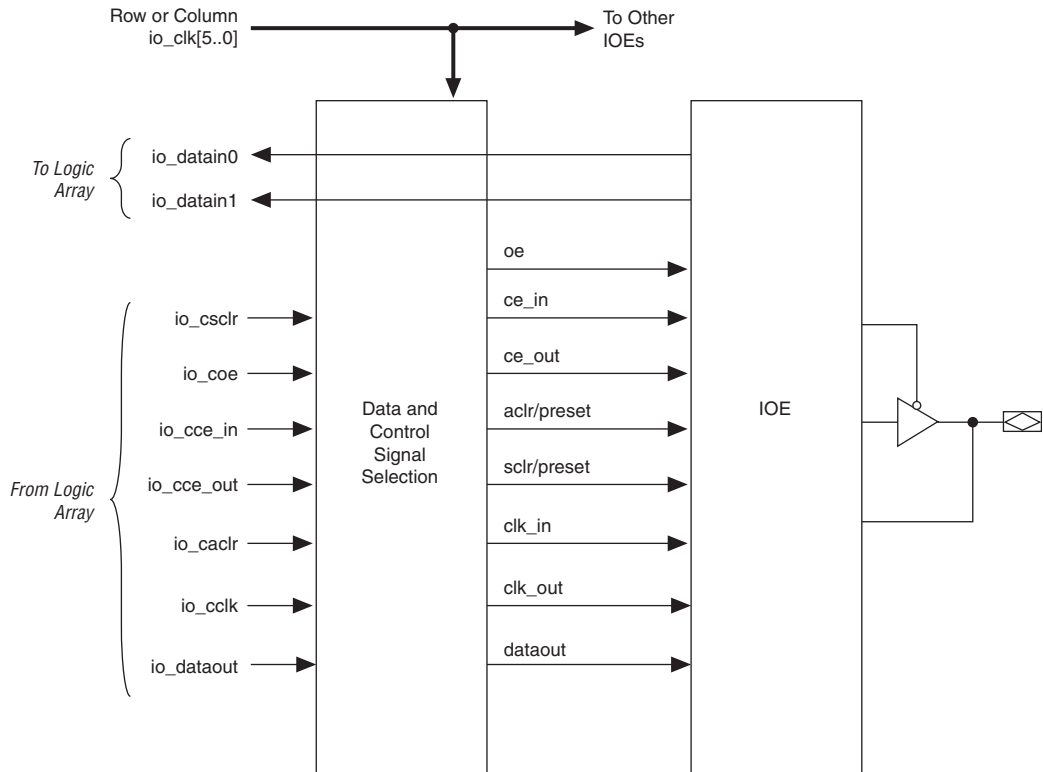 Row or Column
io_clk[5..0]
To Other
IOEs
To Logic
Array
io_datain0
io_datain1
From Logic
Array
io_csclr
io_coe
io_cce_in
io_cce_out
io_caclr
io_cclk
io_dataout
Data and
Control
Signal
Selection
oe
ce_in
ce_out
aclr/preset
sclr/preset
clk_in
clk_out
dataout
IOE